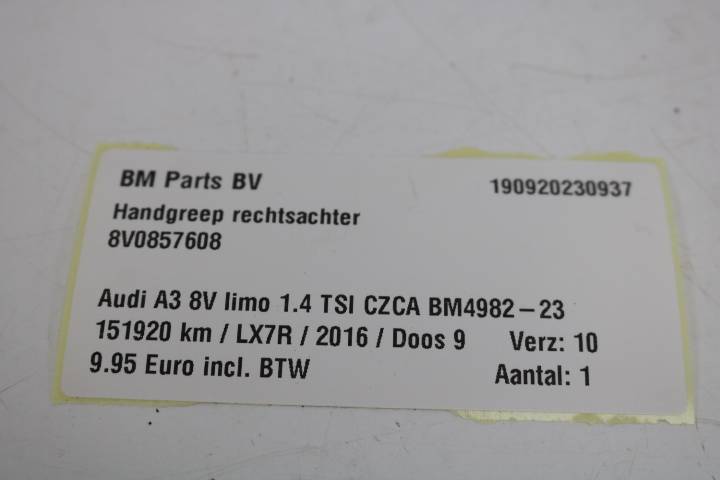 BM Parts BV 190920230937
Handgreep rechtsachter
8V0857608
Audi A3 8V limo 1.4 TSI CZCA BM4982-23
151920 km / LX7R / 2016 / Doos 9 Verz: 10
9.95 Euro incl. BTW Aantal: 1